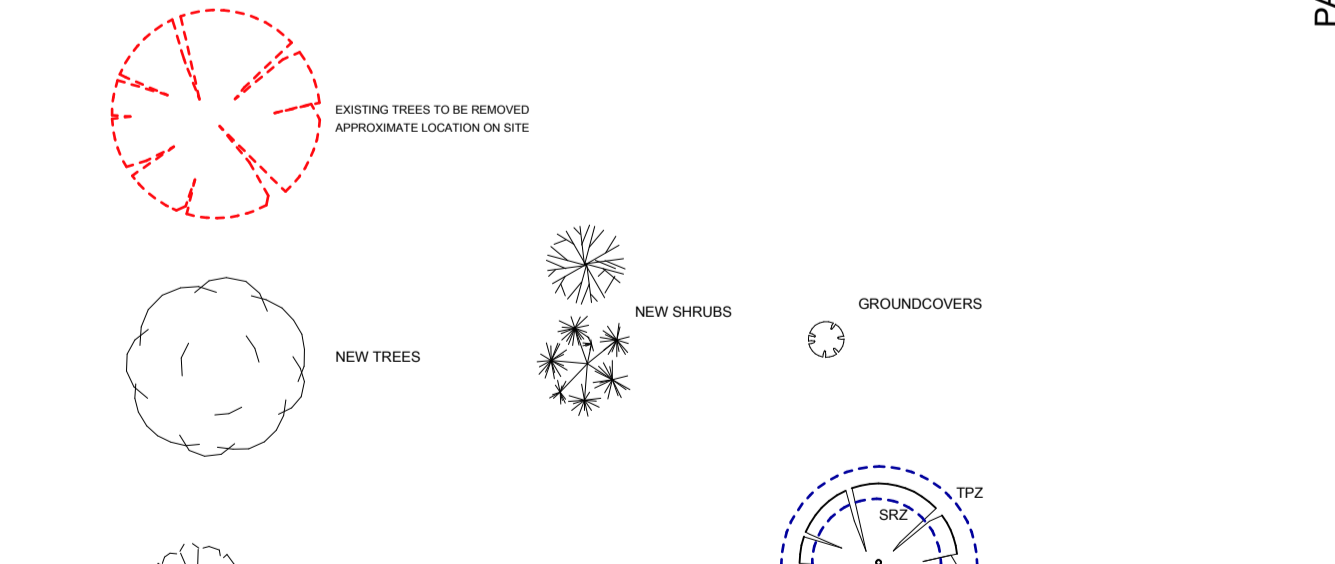 EXISTING TREES TO BE REMOVED
APPROXIMATE LOCATION ON SITE
NEW SHRUBS
GROUNDCOVERS
NEW TREES
TPZ
SRZ